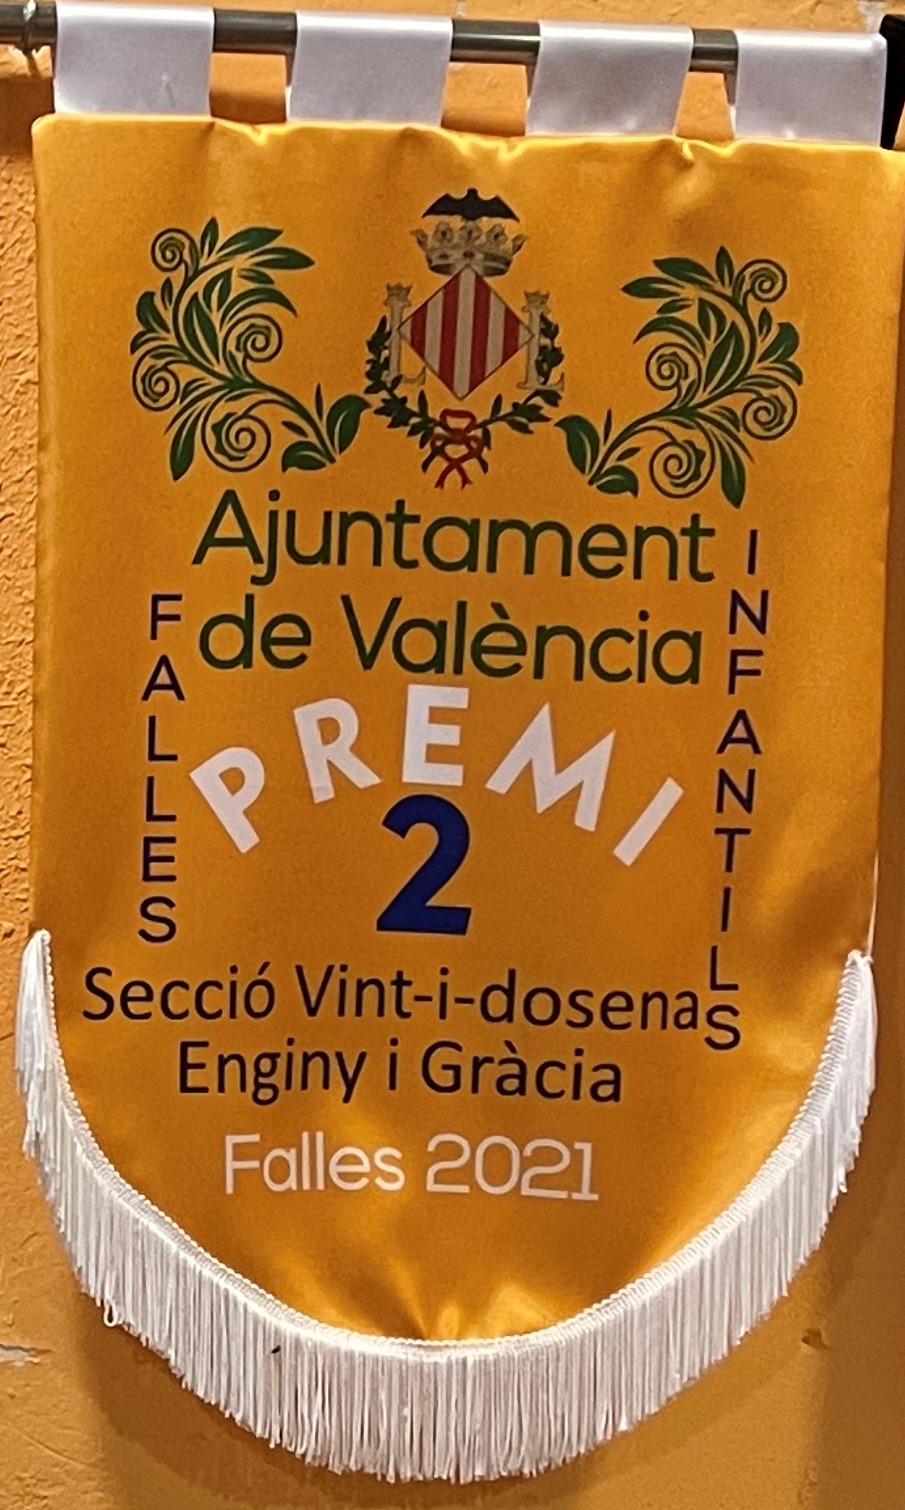 L L
Ajuntament
de València
FALLES
INFANTILS
PREMI
2
Secció Vint-i-dosena
Enginy i Gràcia
Falles 2021